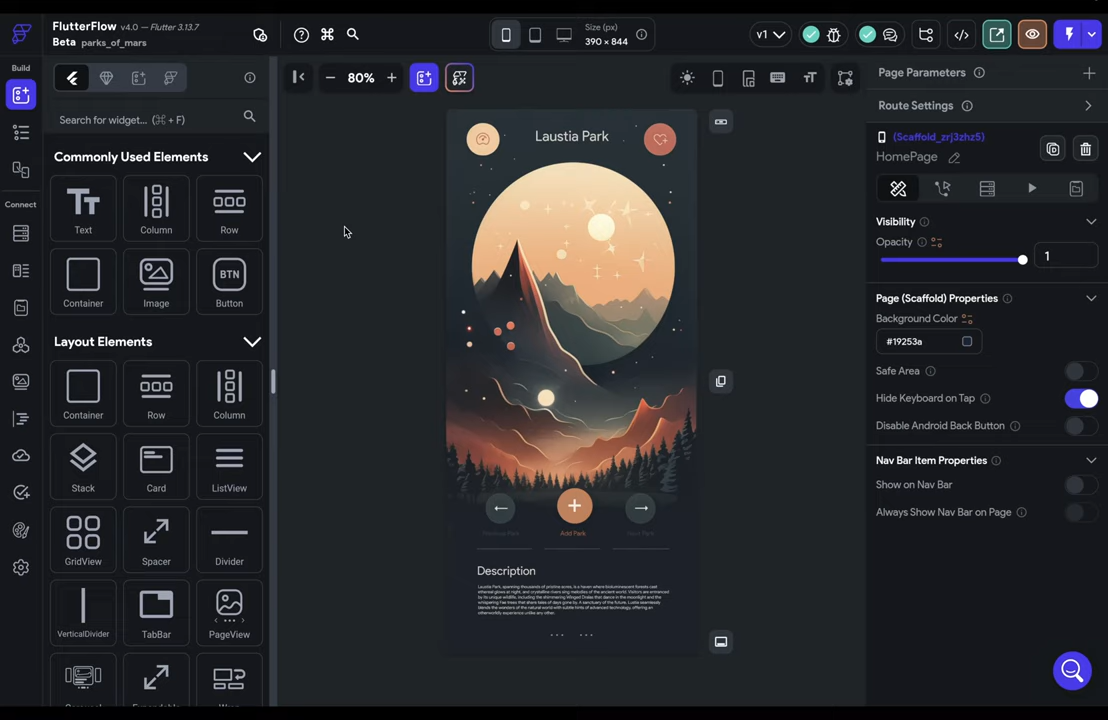 FlutterFlow v4.0 - Flutter 3.13.7
Beta parks_of_mars
Size (px)
390 × 844
v1
Build
Connect
Search for widget... (⌘ + F)
Commonly Used Elements
Text
Column
Row
Container
Image
BTN
Button
Layout Elements
Container
Row
Column
Stack
Card
ListView
GridView
Spacer
Divider
VerticalDivider
TabBar
PageView
80%
Laustia Park
Add Park
Description
Page Parameters
Route Settings
(Scaffold_zrj3zhz5)
HomePage
Visibility
Opacity
1
Page (Scaffold) Properties
Background Color
#19253a
Safe Area
Hide Keyboard on Tap
Disable Android Back Button
Nav Bar Item Properties
Show on Nav Bar
Always Show Nav Bar on Page